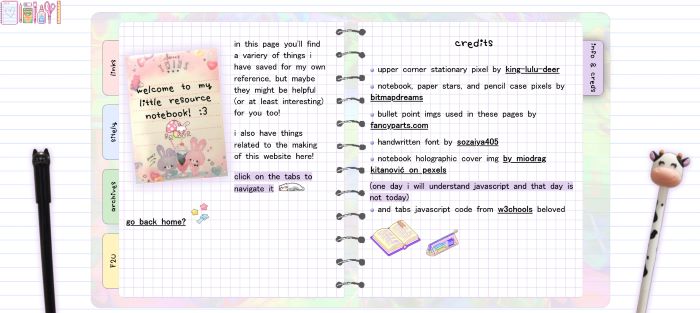 links
sitely
archives
F2U
welcome to my
little resource
notebook! :3
go back home?
in this page you'll find
a variery of things i
have saved for my own
reference, but maybe
they might be helpful
(or at least interesting)
for you too!
i also have things
related to the making
of this website here!
click on the tabs to
navigate it
credits
upper corner stationary pixel by king-lulu-deer
notebook, paper stars, and pencil case pixels by
bitmapdreams
bullet point imgs used in these pages by
fancyparts.com
handwritten font by sozaiya405
notebook holographic cover img by miodrag
kitanović on pexels
(one day i will understand javascript and that day is
not today)
and tabs javascript code from w3chools beloved
info & creds